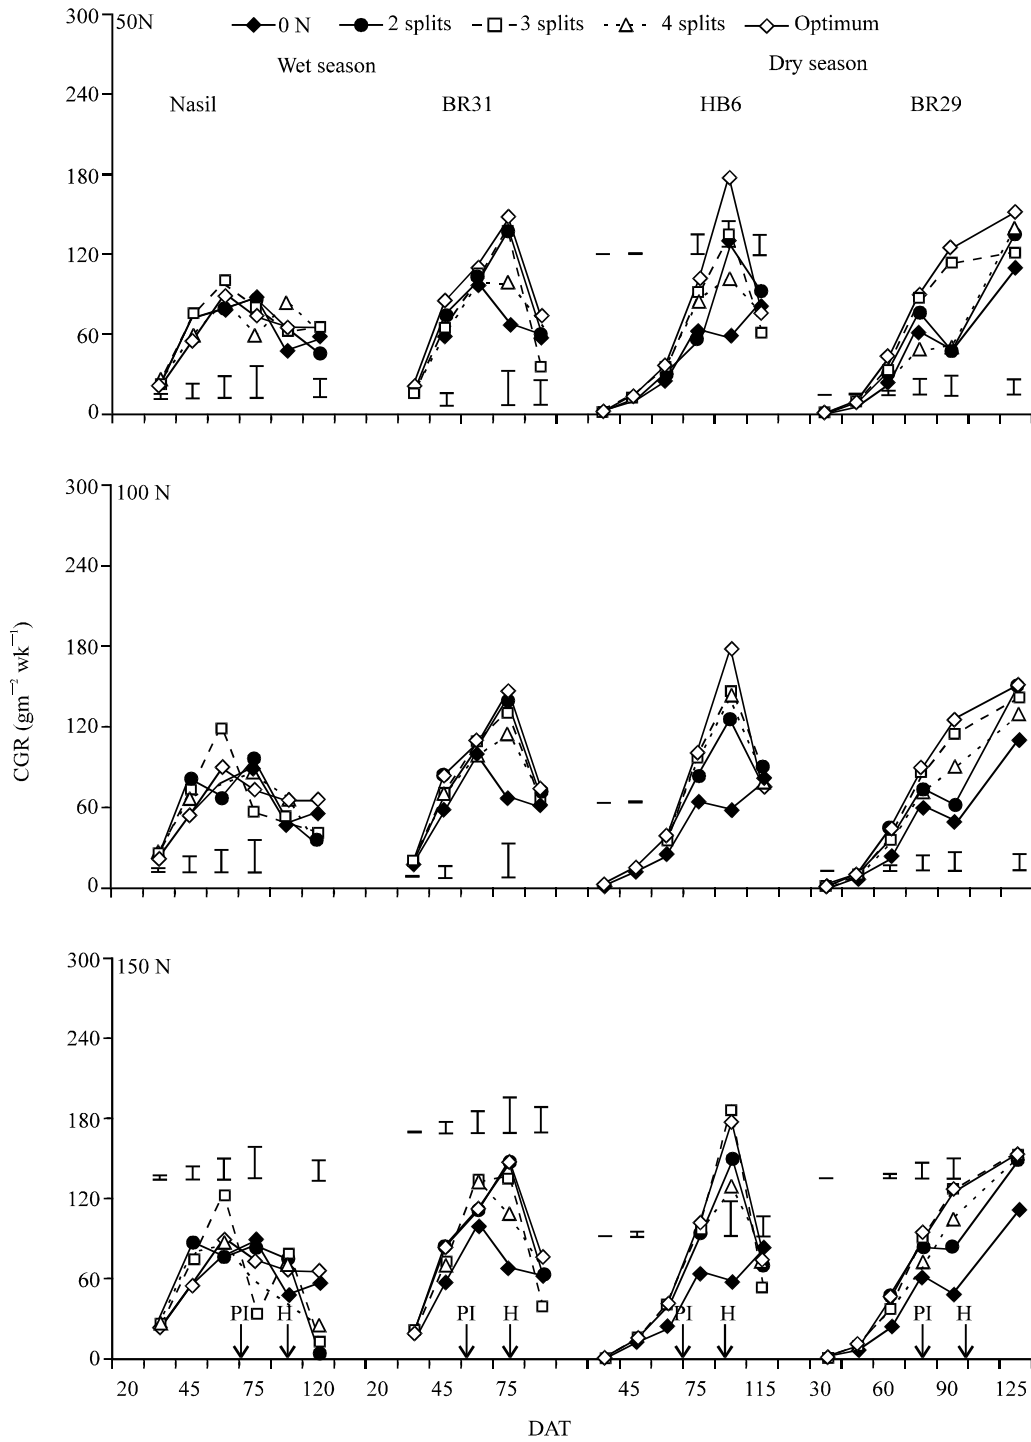 300
50N
0 N
2 splits
3 splits
4 splits
Optimum
Wet season
Dry season
240
Nasil
BR31
HB6
BR29
180
120
60
0
300
100 N
240
180
120
60
0
CGR (gm⁻² wk⁻¹)
300
150 N
240
180
120
60
PI
H
PI
H
PI
H
PI
H
0
20 45 75 120 20 45 75 45 75 115 30 60 90 125
DAT